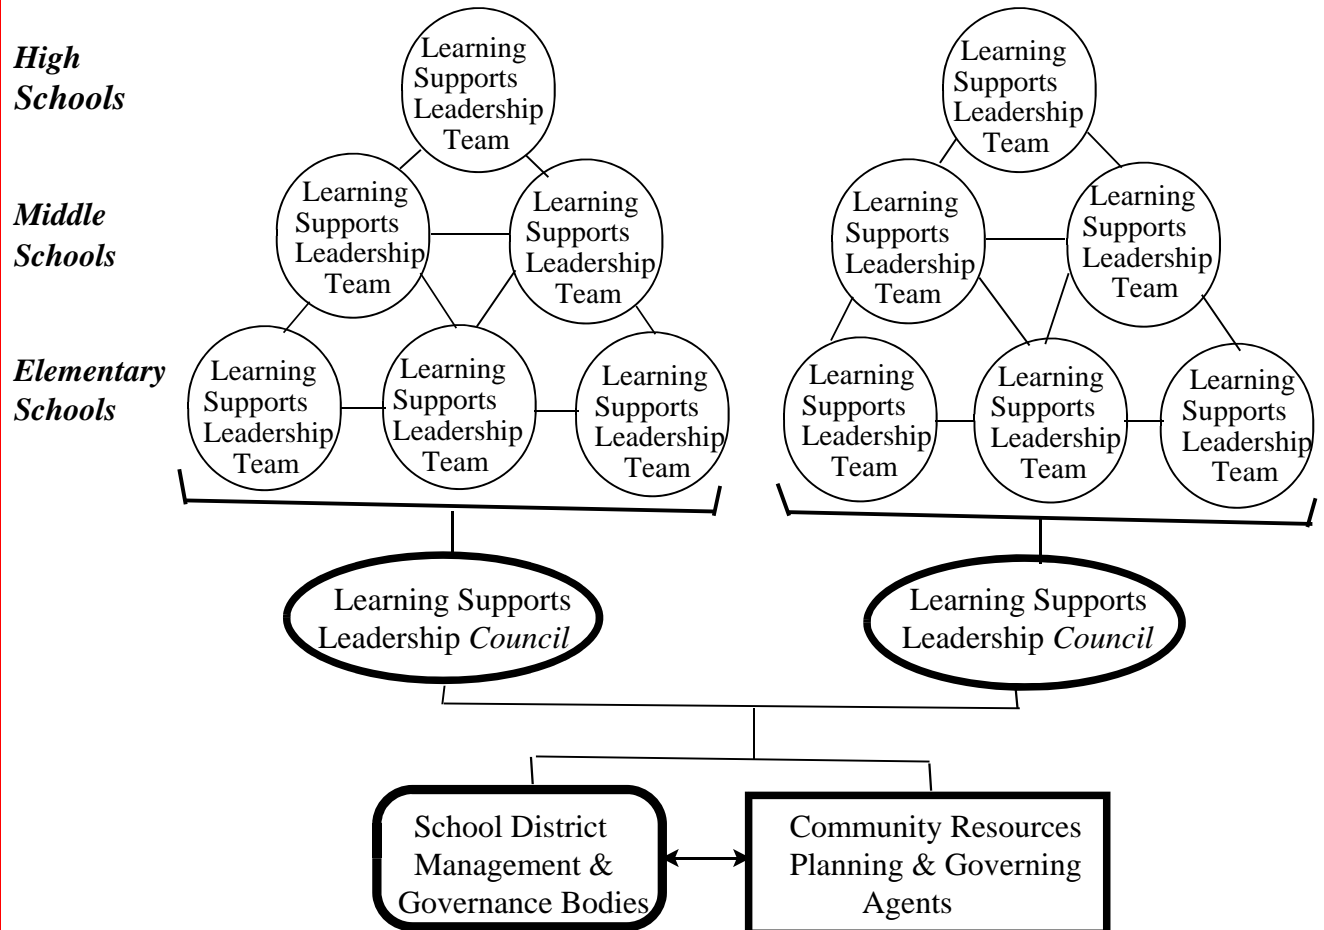 High
Schools
Learning
Supports
Leadership
Team
Learning
Supports
Leadership
Team
Middle
Schools
Learning
Supports
Leadership
Team
Learning
Supports
Leadership
Team
Learning
Supports
Leadership
Team
Learning
Supports
Leadership
Team
Elementary
Schools
Learning
Supports
Leadership
Team
Learning
Supports
Leadership
Team
Learning
Supports
Leadership
Team
Learning
Supports
Leadership
Team
Learning
Supports
Leadership
Team
Learning
Supports
Leadership
Team
Learning Supports
Leadership Council
Learning Supports
Leadership Council
School District
Management &
Governance Bodies
Community Resources
Planning & Governing
Agents